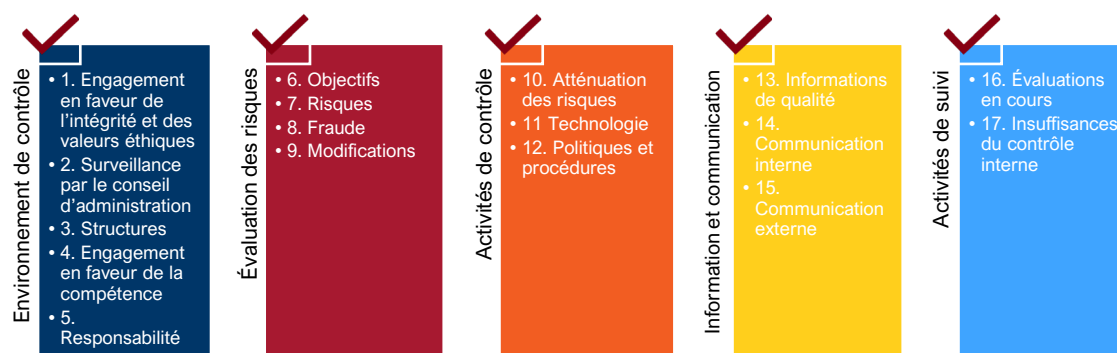 Environnement de contrôle
• 1. Engagement
en faveur de
l'intégrité et des
valeurs éthiques
• 2. Surveillance
par le conseil
d'administration
• 3. Structures
• 4. Engagement
en faveur de la
compétence
• 5.
Responsabilité
Évaluation des risques
• 6. Objectifs
• 7. Risques
• 8. Fraude
• 9. Modifications
Activités de contrôle
• 10. Atténuation
des risques
• 11 Technologie
• 12. Politiques et
procédures
Information et communication
• 13. Informations
de qualité
• 14.
Communication
interne
• 15.
Communication
externe
Activités de suivi
• 16. Évaluations
en cours
• 17. Insuffisances
du contrôle
interne